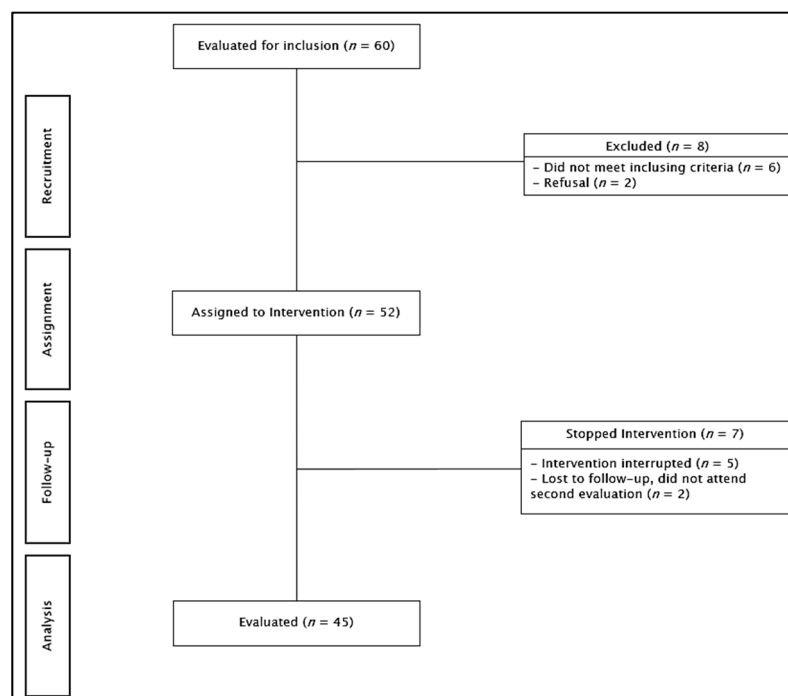 Evaluated for inclusion (n = 60)
Recruitment
Excluded (n = 8)
– Did not meet inclusing criteria (n = 6)
– Refusal (n = 2)
Assignment
Assigned to Intervention (n = 52)
Follow-up
Stopped Intervention (n = 7)
– Intervention interrupted (n = 5)
– Lost to follow-up, did not attend
second evaluation (n = 2)
Analysis
Evaluated (n = 45)